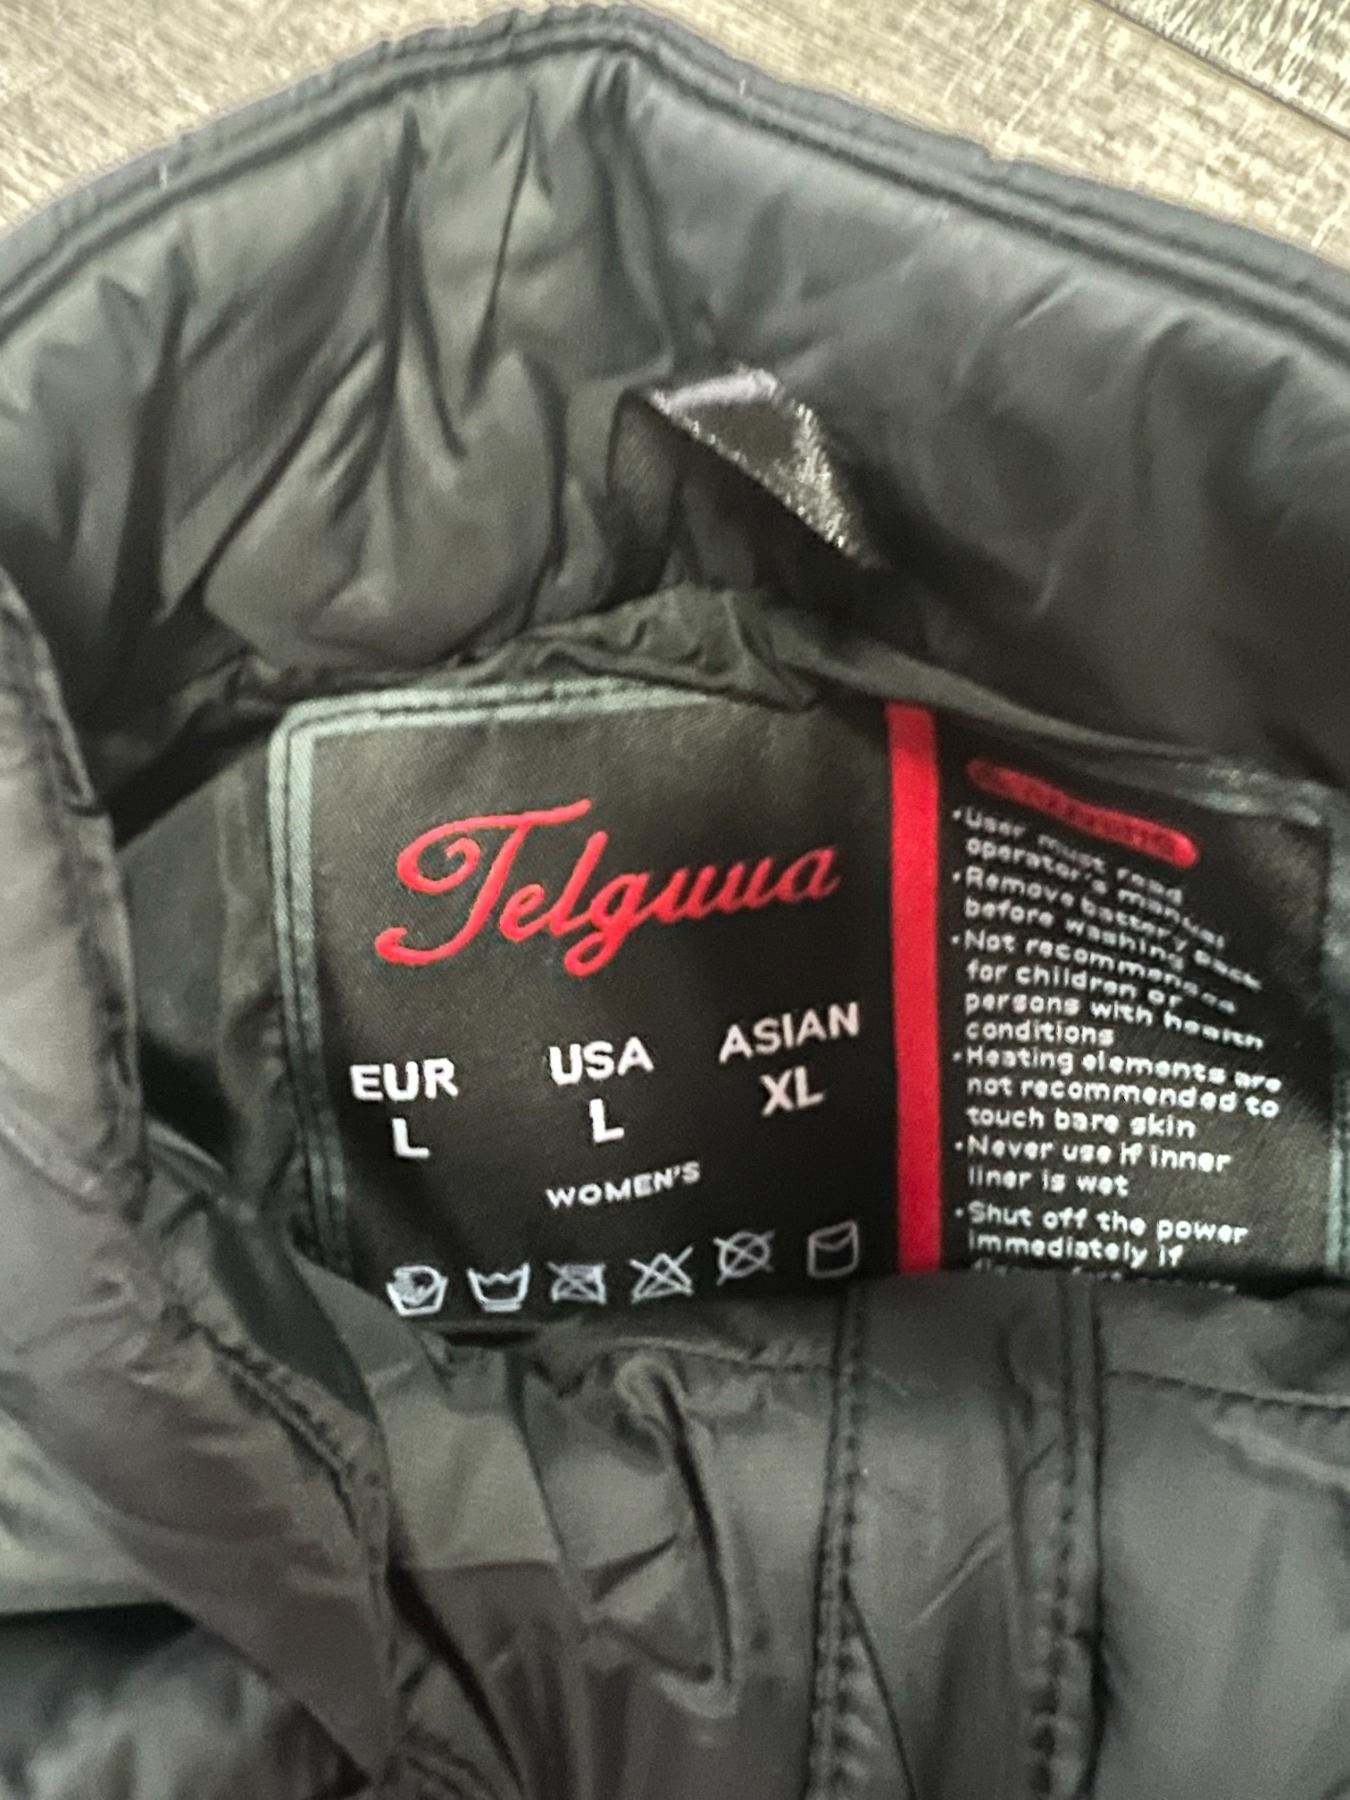 Telguua
EUR USA ASIAN
L L XL
WOMEN'S
•User must read
operator's manual
•Remove battery pack
before washing
•Not recommended
for children or
persons with health
conditions
•Heating elements are
not recommended to
touch bare skin
•Never use if inner
liner is wet
•Shut off the power
immediately if